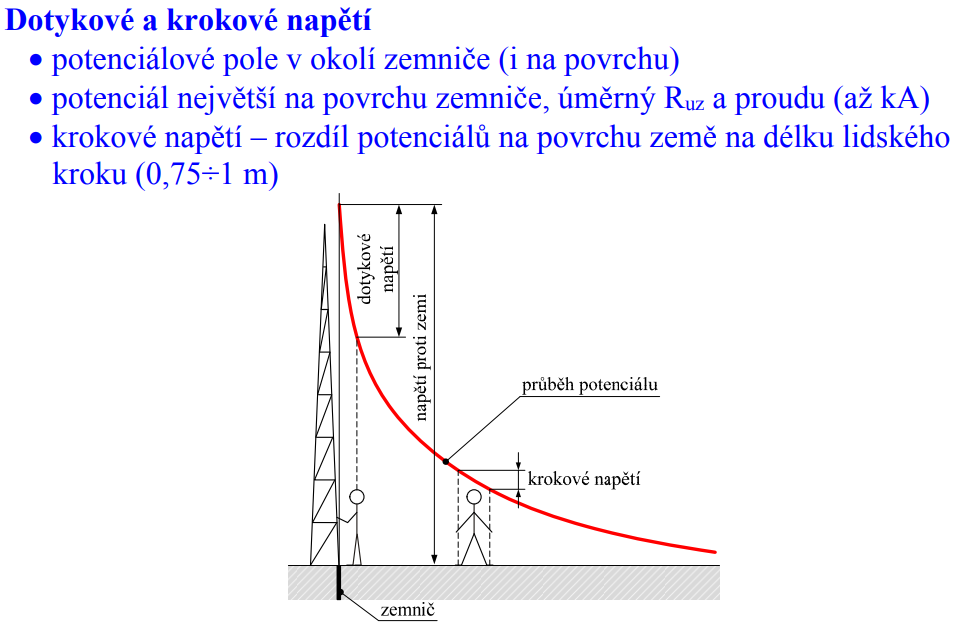 Dotykové a krokové napětí
• potenciálové pole v okolí zemniče (i na povrchu)
• potenciál největší na povrchu zemniče, úměrný Ruz a proudu (až kA)
• krokové napětí – rozdíl potenciálů na povrchu země na délku lidského
kroku (0,75÷1 m)
dotykové
napětí
napětí proti zemi
průběh potenciálu
krokové napětí
zemnič